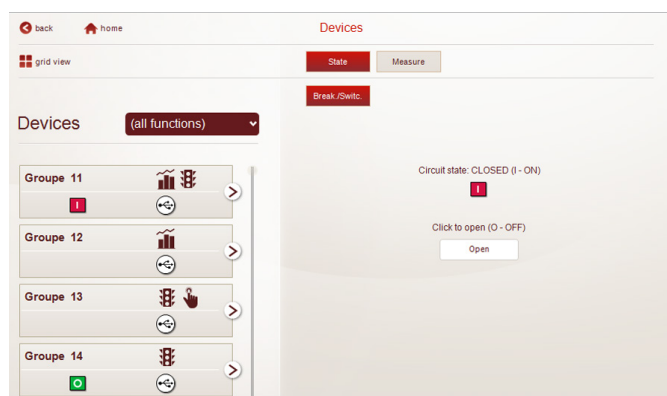 back home Devices
grid view State Measure
Break./Switc.
Devices (all functions)
Groupe 11
I
Groupe 12
Groupe 13
Groupe 14
O
Circuit state: CLOSED (I - ON)
I
Click to open (O - OFF)
Open